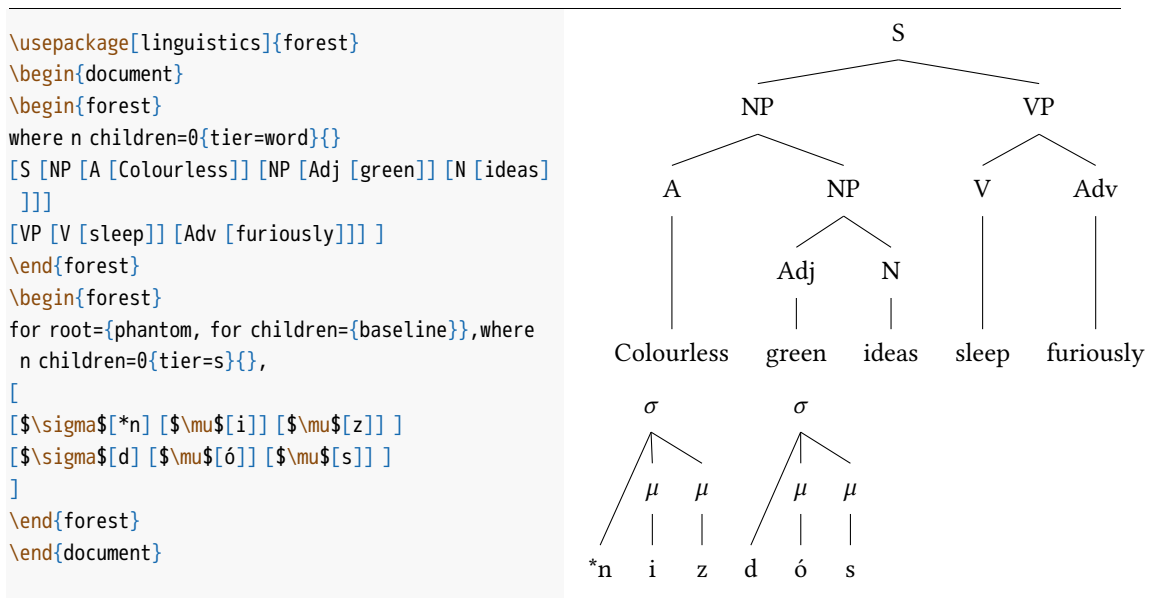 \usepackage[linguistics]{forest}
\begin{document}
\begin{forest}
where n children=0{tier=word}{}
[S [NP [A [Colourless]] [NP [Adj [green]] [N [ideas]
]]]
[VP [V [sleep]] [Adv [furiously]]] ]
\end{forest}
\begin{forest}
for root={phantom, for children={baseline}},where
n children=0{tier=s}{},
[
[$\sigma$[*n] [$\mu$[i]] [$\mu$[z]] ]
[$\sigma$[d] [$\mu$[ó]] [$\mu$[s]] ]
]
\end{forest}
\end{document}
S
NP VP
A NP V Adv
Adj N
Colourless green ideas sleep furiously
σ σ
μ μ μ μ
*n i z d ó s